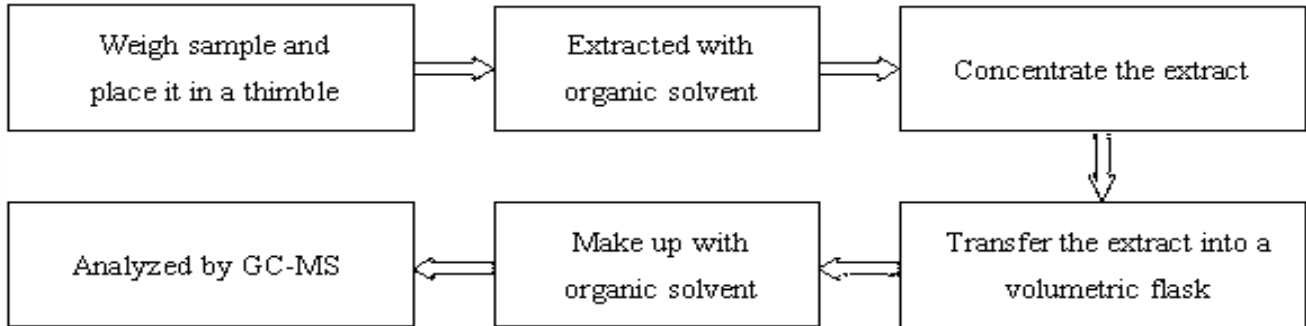 Weigh sample and
place it in a thimble
Extracted with
organic solvent
Concentrate the extract
Transfer the extract into a
volumetric flask
Make up with
organic solvent
Analyzed by GC-MS